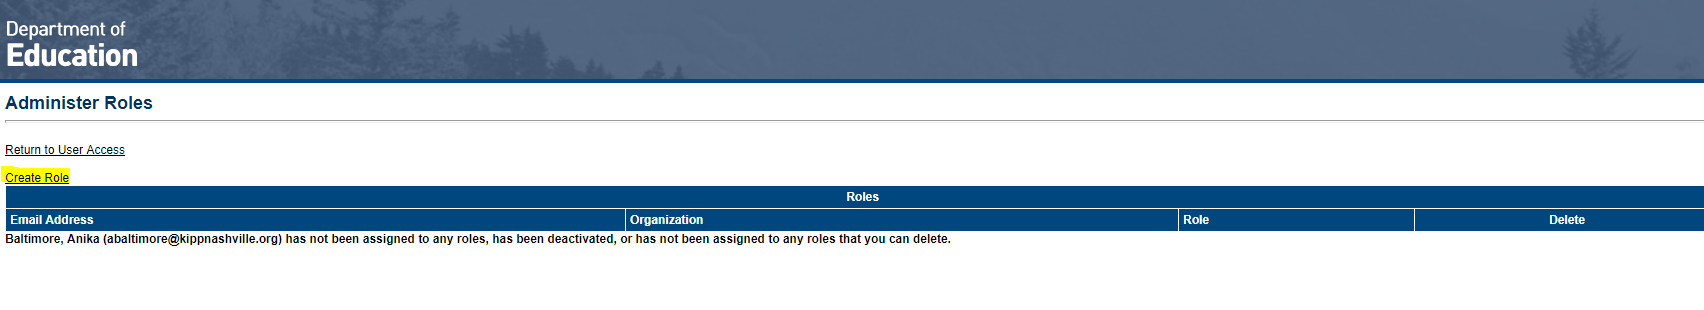 Department of
Education
Administer Roles
Return to User Access
Create Role
Roles
Email Address Organization Role Delete
Baltimore, Anika (abaltimore@kippnashville.org) has not been assigned to any roles, has been deactivated, or has not been assigned to any roles that you can delete.